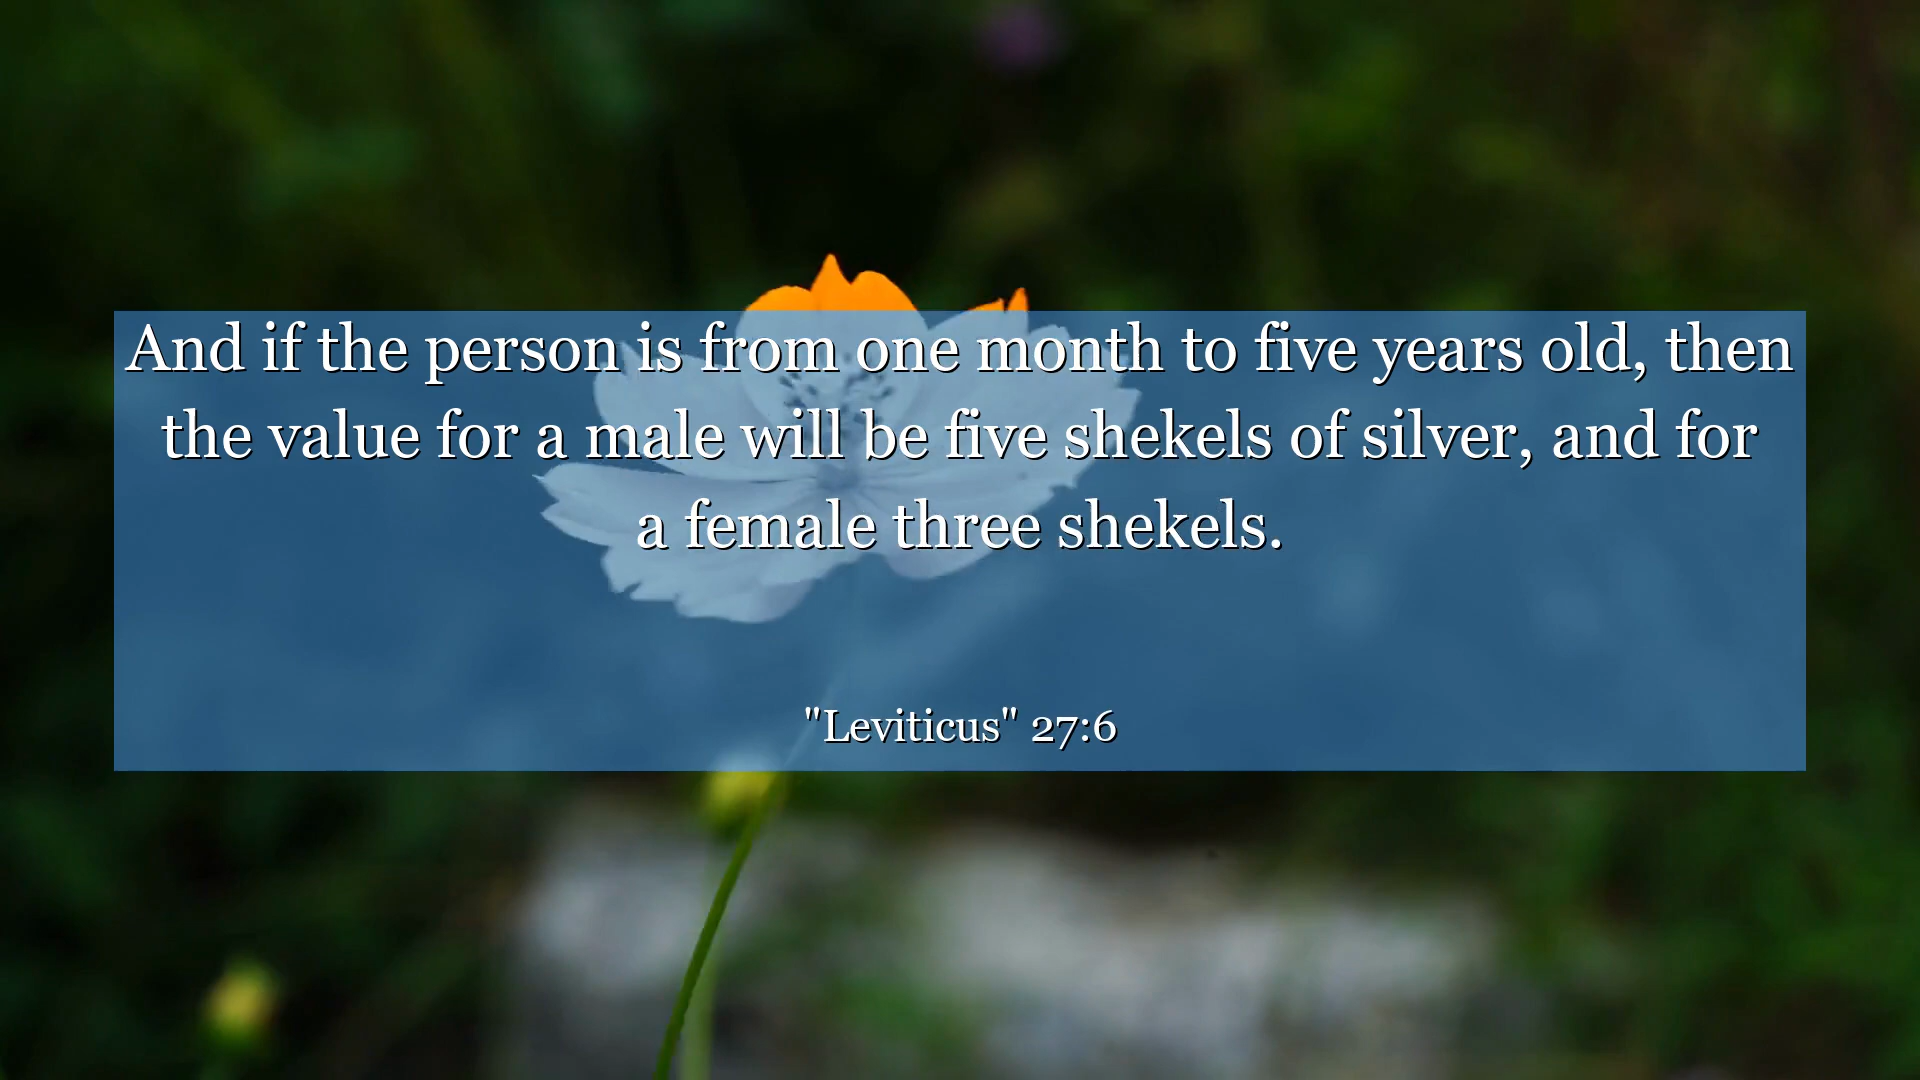 And if the person is from one month to five years old, then
the value for a male will be five shekels of silver, and for
a female three shekels.
"Leviticus" 27:6